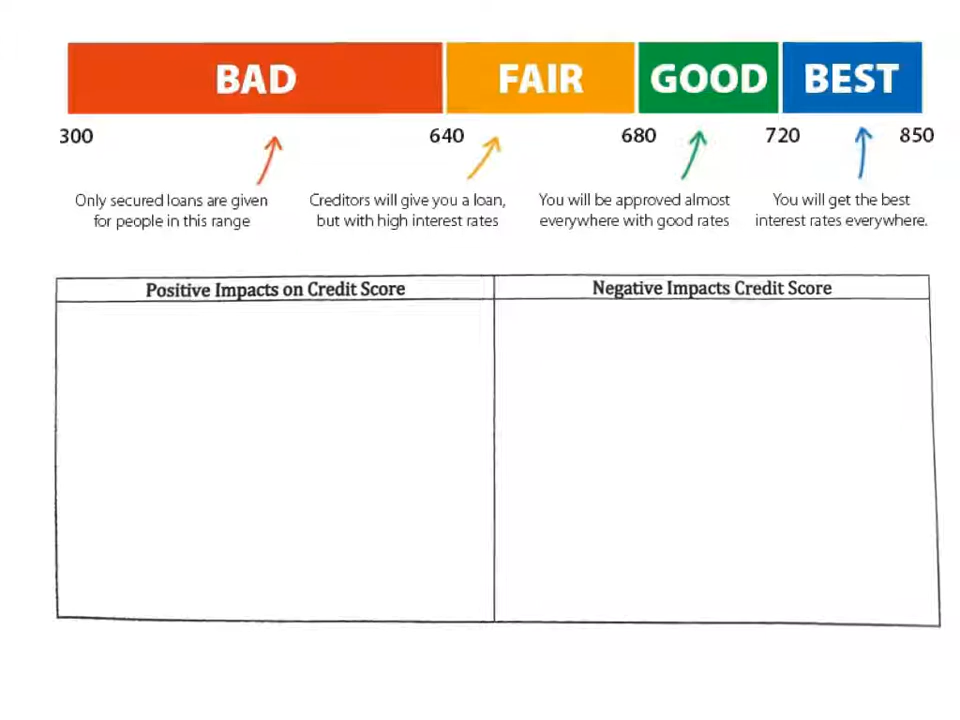 BAD FAIR GOOD BEST
300 640 680 720 850
Only secured loans are given
for people in this range
Creditors will give you a loan,
but with high interest rates
You will be approved almost
everywhere with good rates
You will get the best
interest rates everywhere.
Positive Impacts on Credit Score
Negative Impacts Credit Score